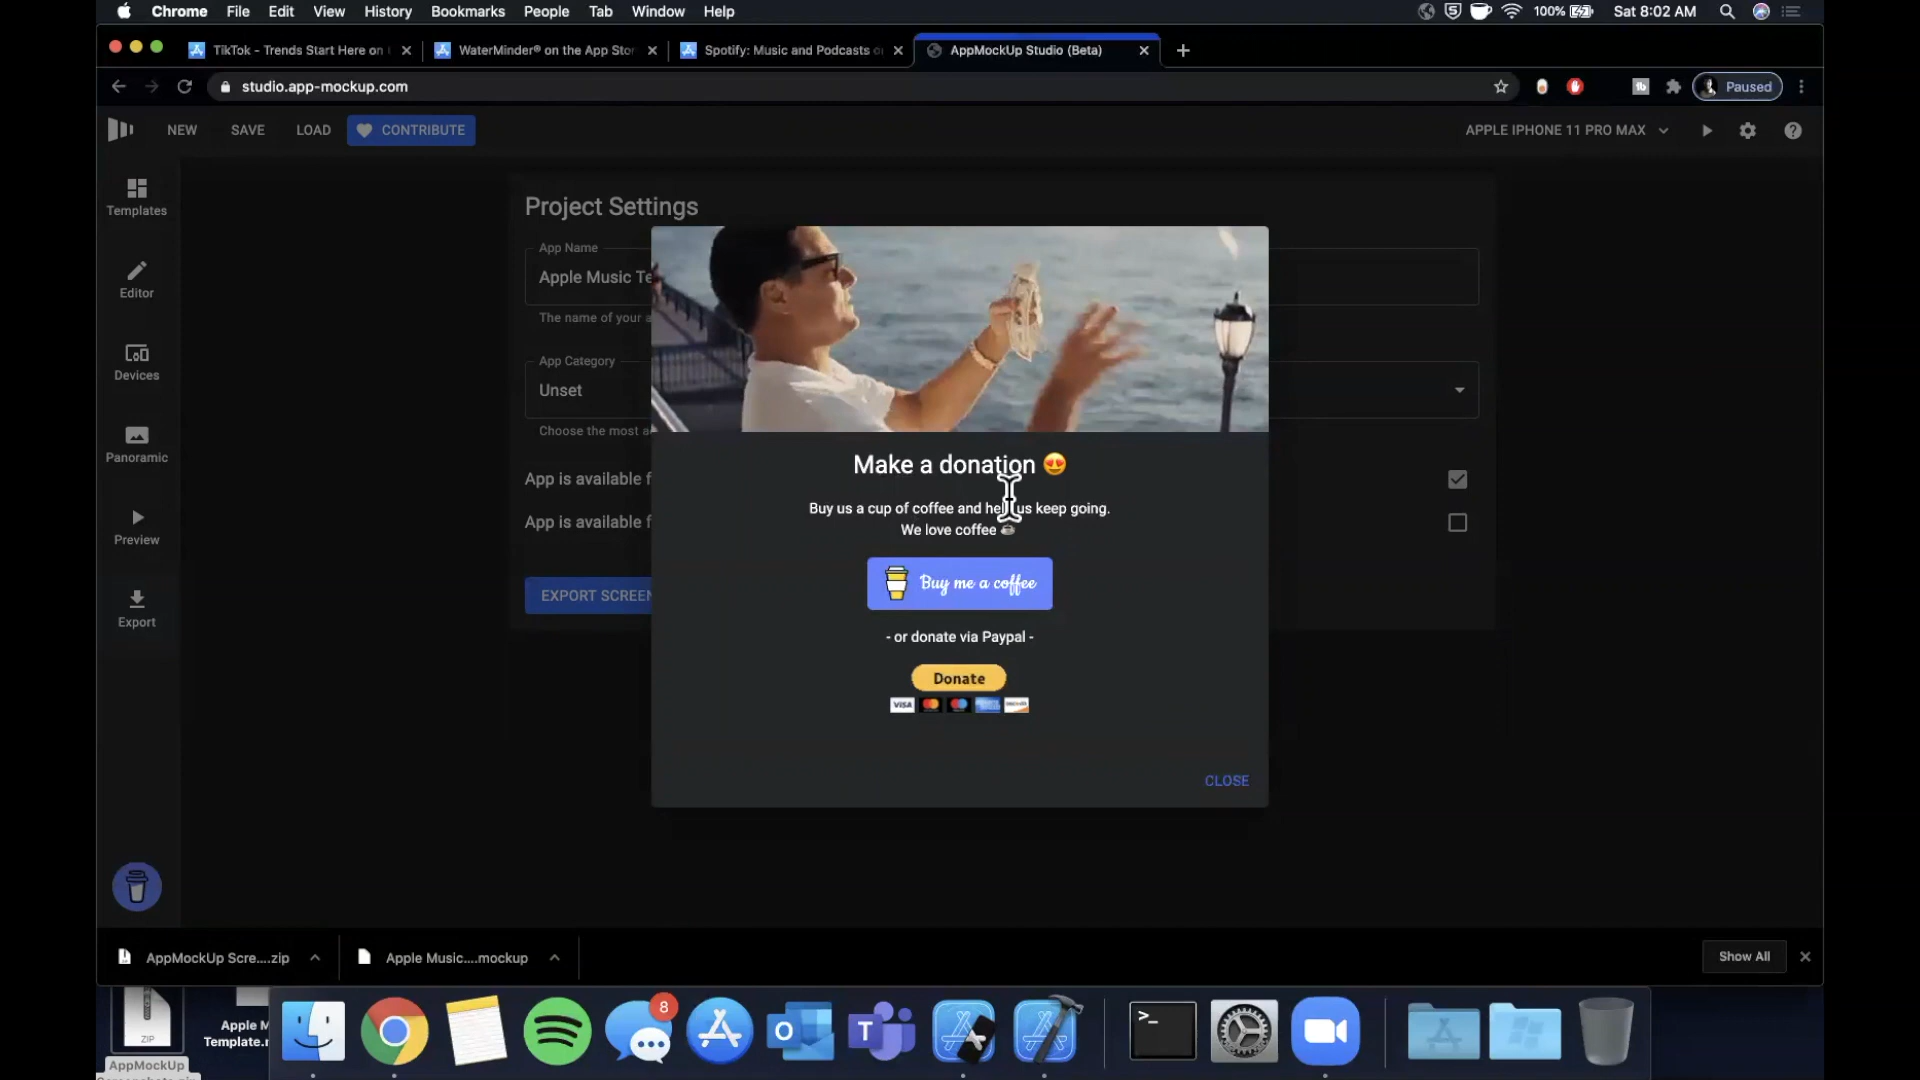 Chrome File Edit View History Bookmarks People Tab Window Help
100% Sat 8:02 AM
TikTok - Trends Start Here on
WaterMinder® on the App Stor
Spotify: Music and Podcasts o
AppMockUp Studio (Beta)
studio.app-mockup.com
Paused
NEW SAVE LOAD CONTRIBUTE
APPLE IPHONE 11 PRO MAX
Templates
Editor
Devices
Panoramic
Preview
Export
Project Settings
App Name
Apple Music Te
The name of your a
App Category
Unset
Choose the most a
App is available f
App is available f
EXPORT SCREEN
Make a donation 😍
Buy us a cup of coffee and help us keep going.
We love coffee ☕
Buy me a coffee
- or donate via Paypal -
Donate
VISA
CLOSE
AppMockUp Scre....zip
Apple Music....mockup
Show All
ZIP
AppMockUp
Apple M
Template.m
8